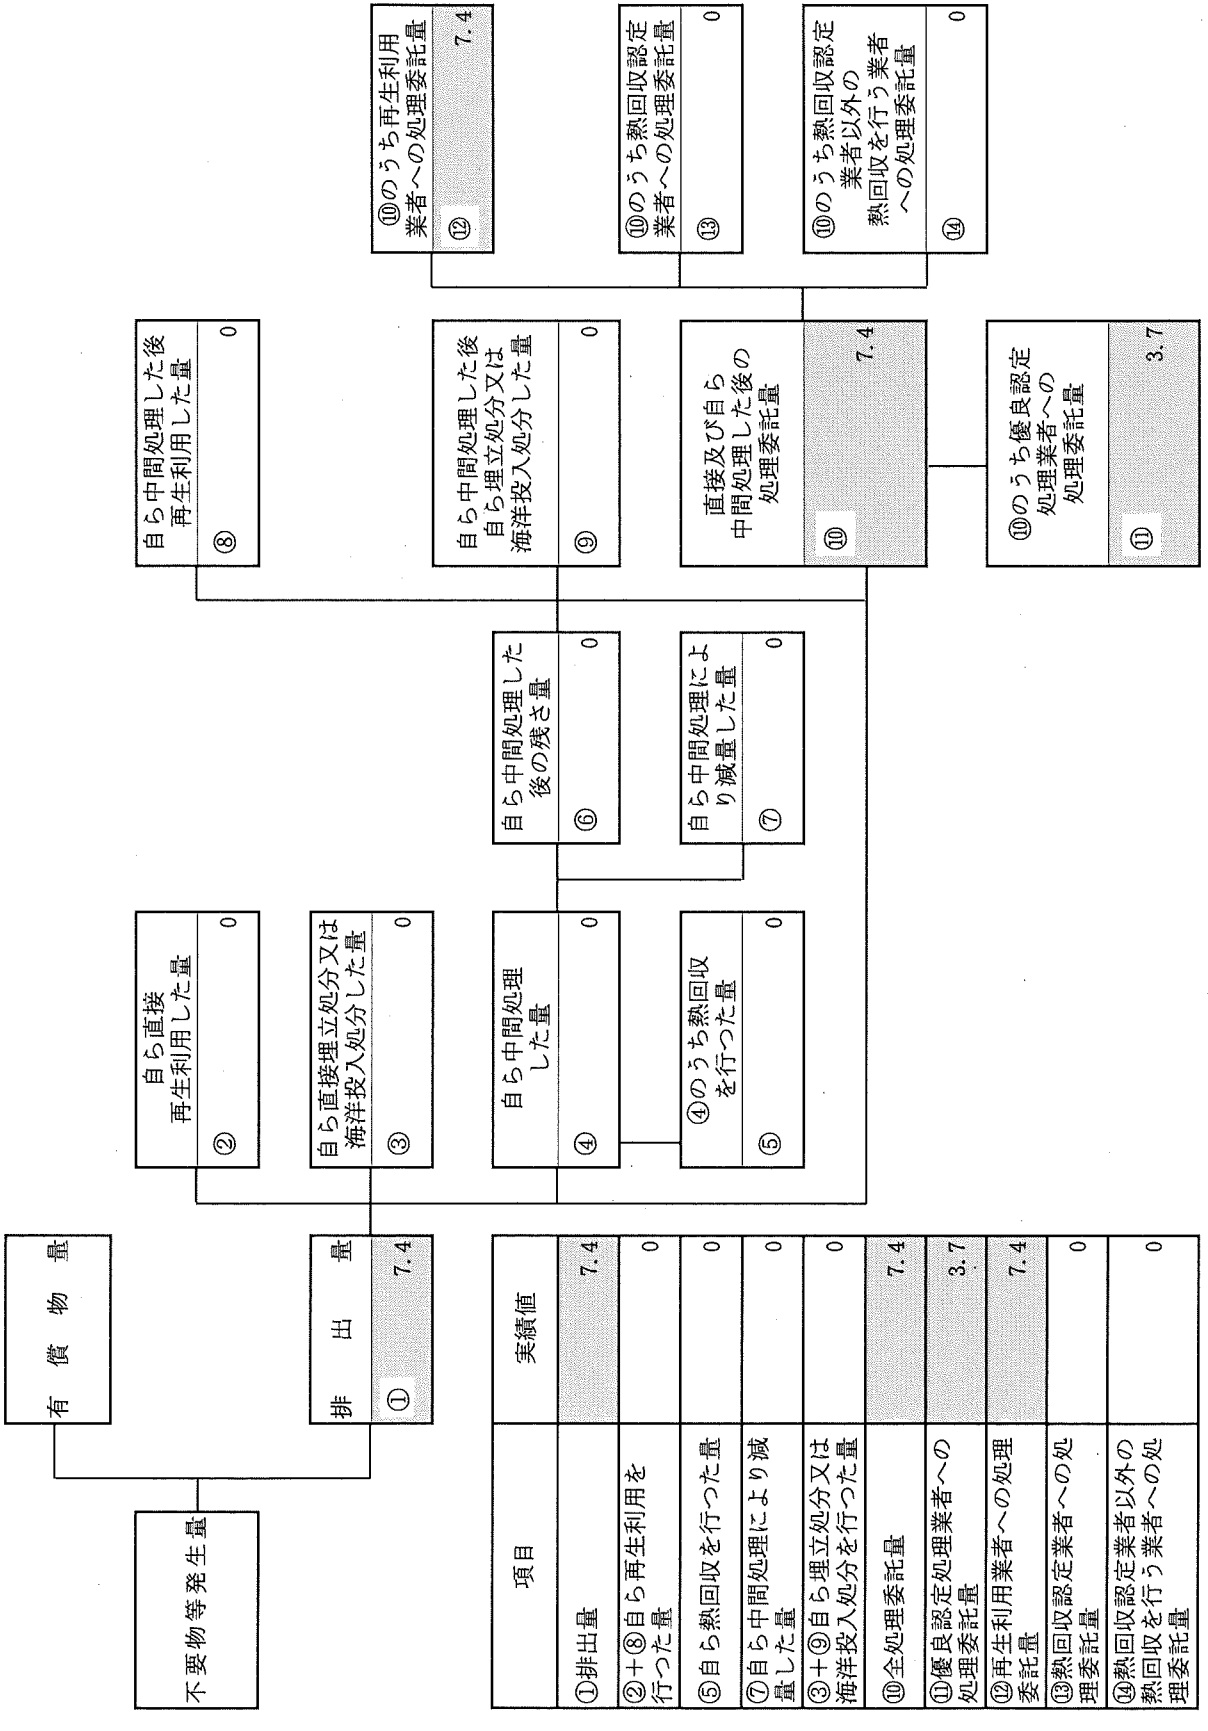 有償物量
不要物等発生量
排出量
① 7.4
自ら直接
再生利用した量
② 0
自ら直接埋立処分又は
海洋投入処分した量
③ 0
自ら中間処理
した量
④ 0
④のうち熱回収
を行つた量
⑤ 0
自ら中間処理した
後の残さ量
⑥ 0
自ら中間処理によ
り減量した量
⑦ 0
自ら中間処理した後
再生利用した量
⑧ 0
自ら中間処理した後
自ら埋立処分又は
海洋投入処分した量
⑨ 0
直接及び自ら
中間処理した後の
処理委託量
⑩ 7.4
⑩のうち優良認定
処理業者への
処理委託量
⑪ 3.7
⑩のうち再生利用
業者への処理委託量
⑫ 7.4
⑩のうち熱回収認定
業者への処理委託量
⑬ 0
⑩のうち熱回収認定
業者以外の
熱回収を行う業者
への処理委託量
⑭ 0
項目 実績値
①排出量 7.4
②+⑧自ら再生利用を
行つた量 0
⑤自ら熱回収を行つた量 0
⑦自ら中間処理により減
量した量 0
③+⑨自ら埋立処分又は
海洋投入処分を行つた量 0
⑩全処理委託量 7.4
⑪優良認定処理業者への
処理委託量 3.7
⑫再生利用業者への処理
委託量 7.4
⑬熱回収認定業者への処
理委託量 0
⑭熱回収認定業者以外の
熱回収を行う業者への処
理委託量 0